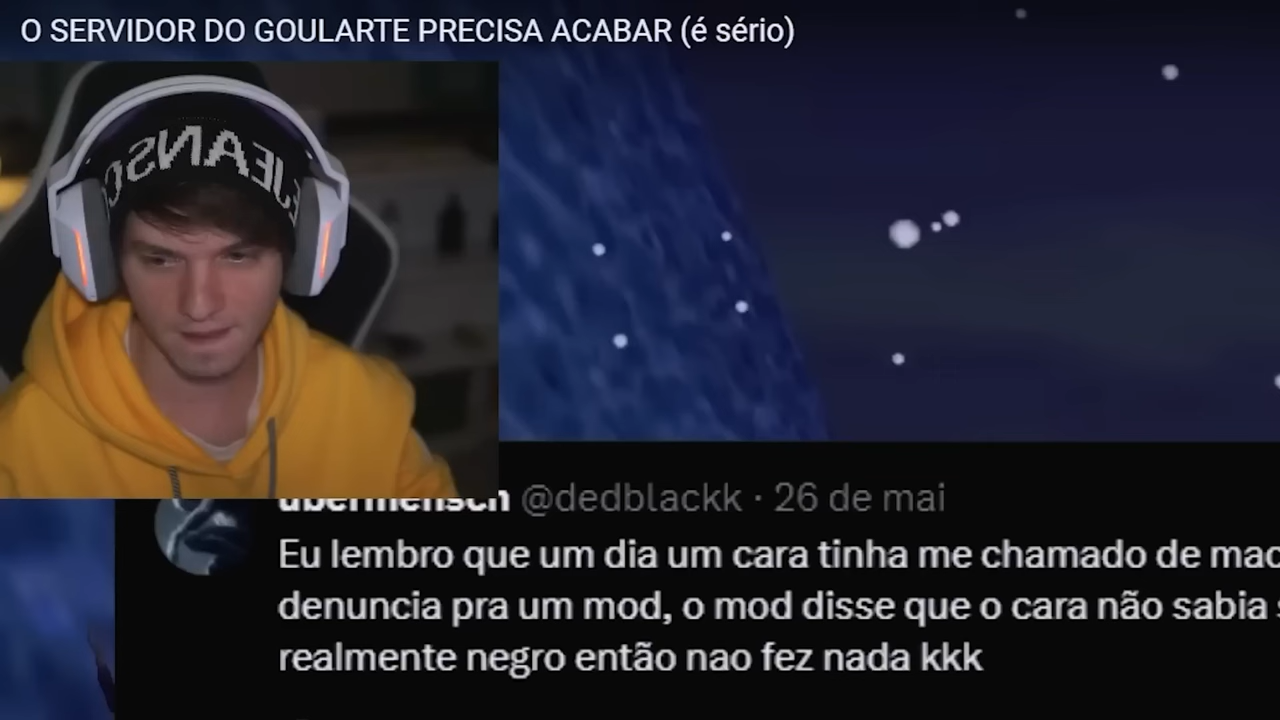 O SERVIDOR DO GOULARTE PRECISA ACABAR (é sério)
übermensch @dedblackk · 26 de mai
Eu lembro que um dia um cara tinha me chamado de mac
denuncia pra um mod, o mod disse que o cara não sabia
realmente negro então nao fez nada kkk